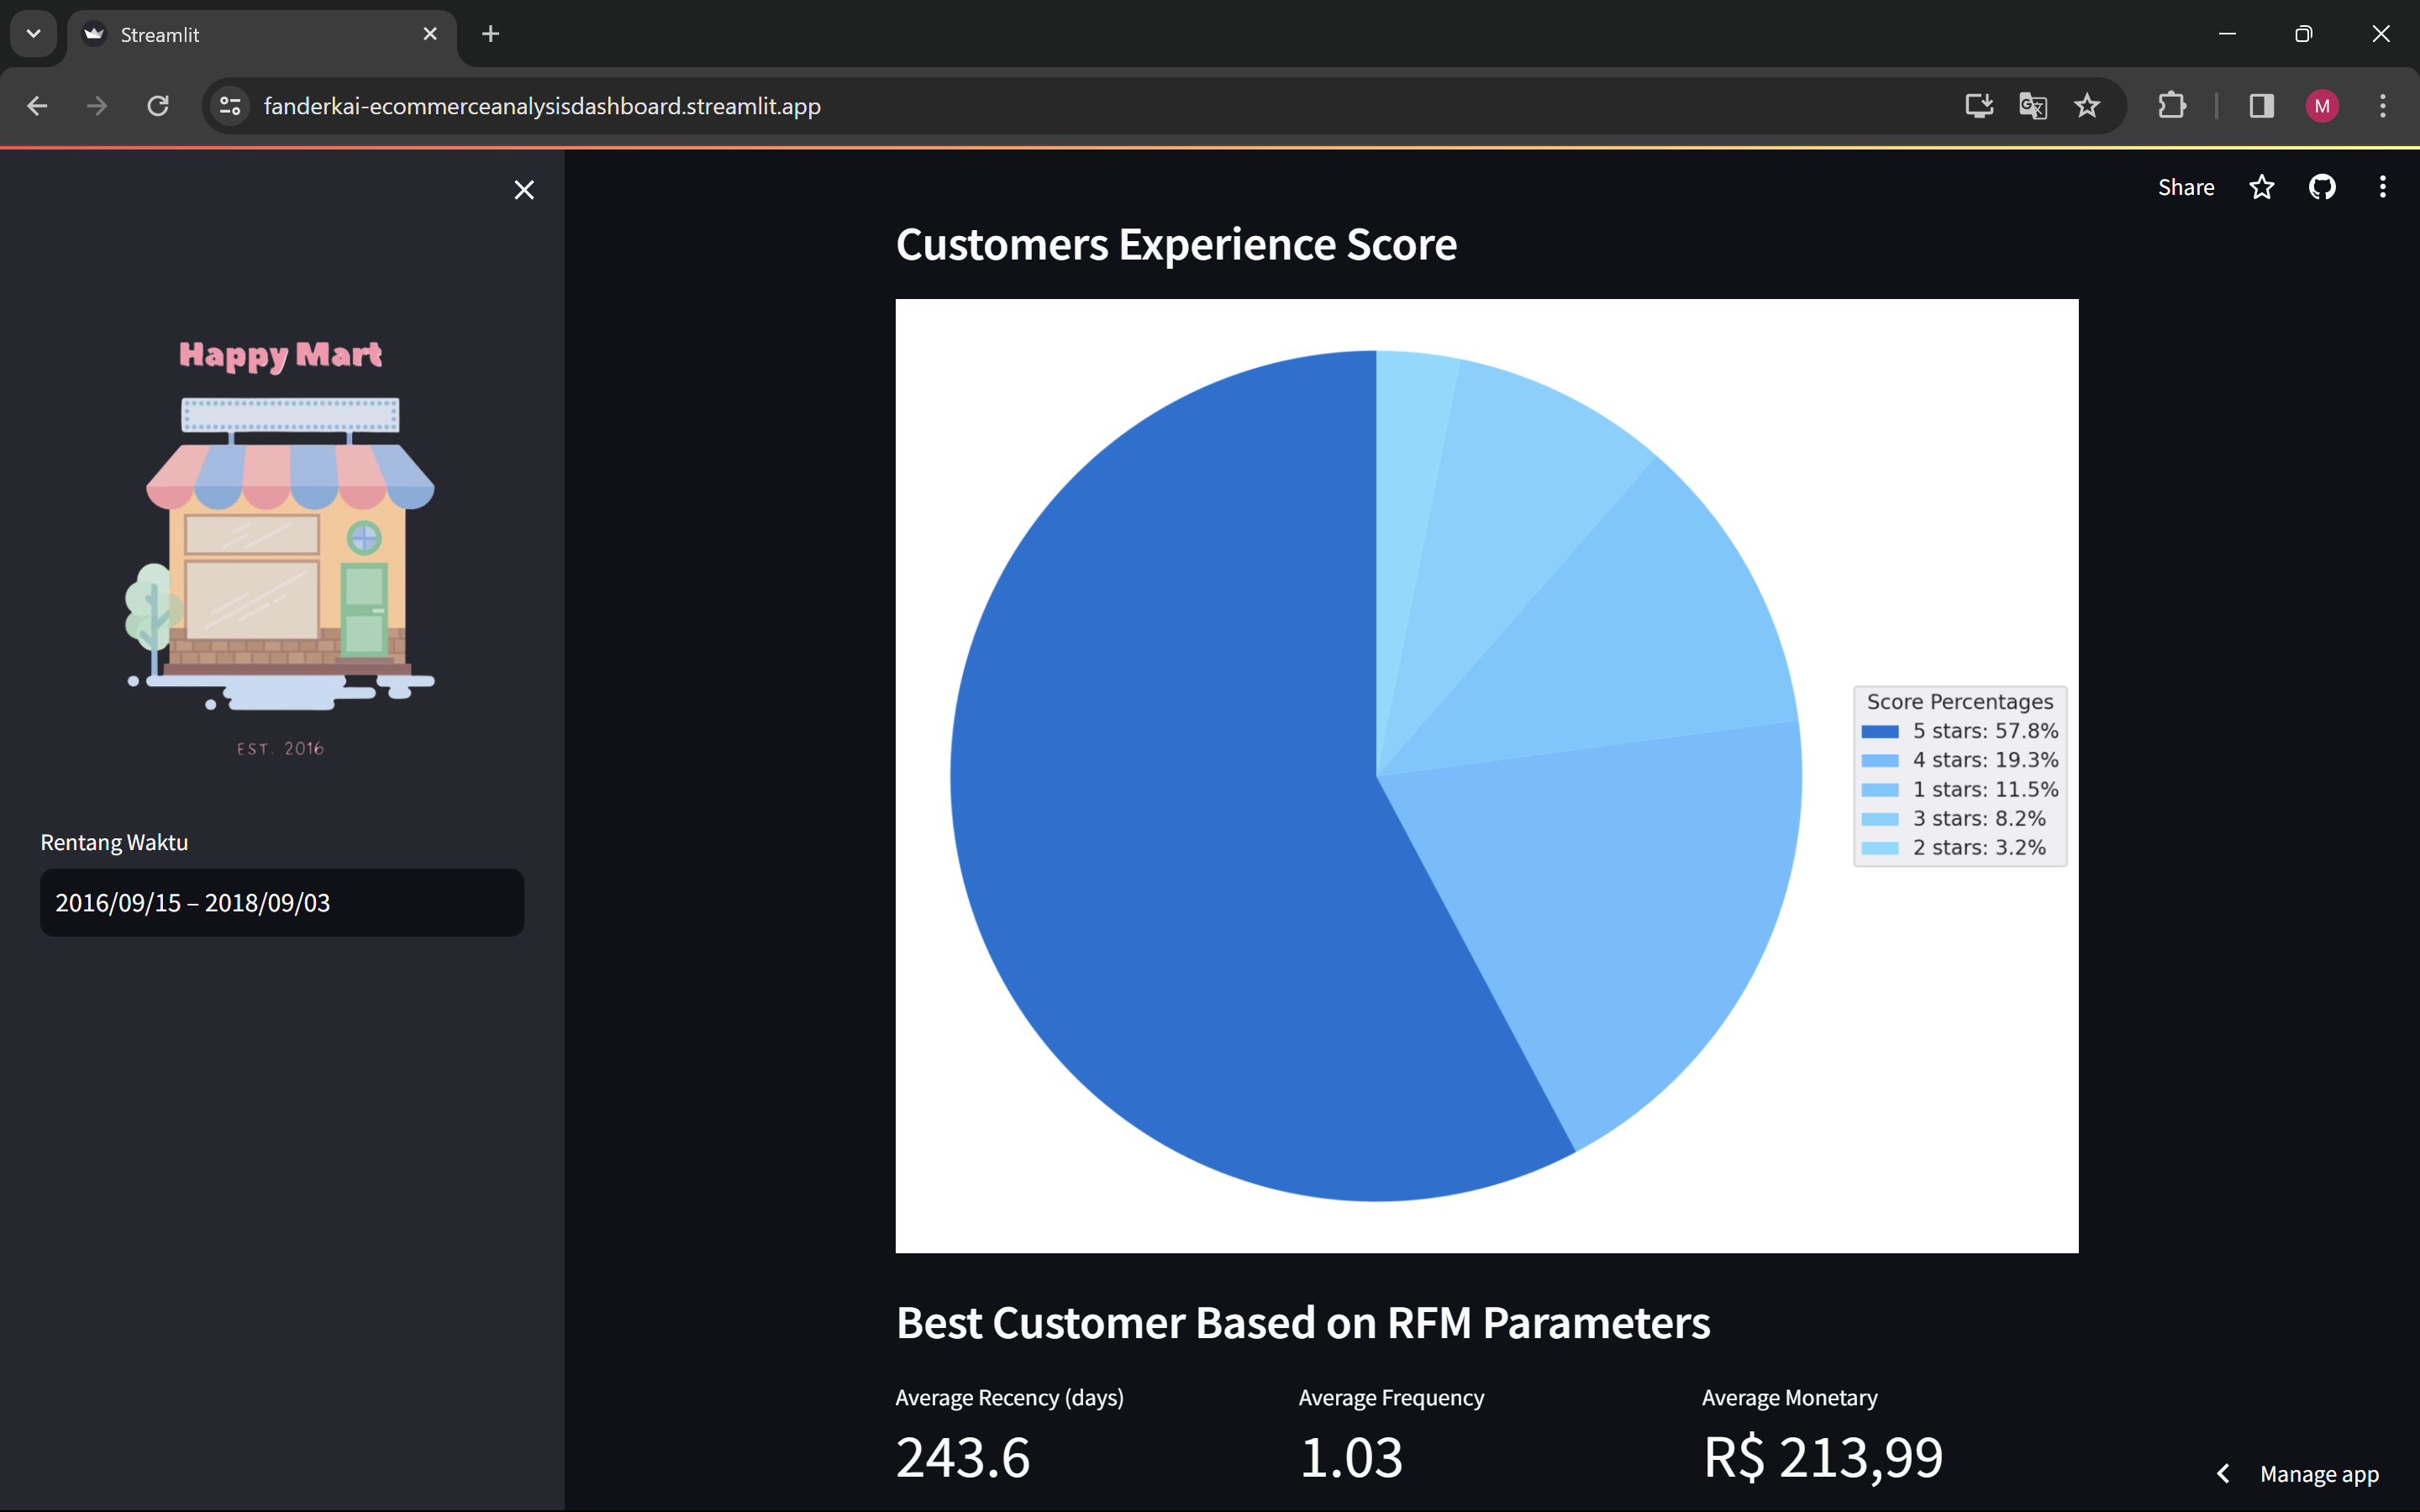 Streamlit
fanderkai-ecommerceanalysisdashboard.streamlit.app
M
Share
Happy Mart
EST. 2016
Rentang Waktu
2016/09/15 – 2018/09/03
Customers Experience Score
Score Percentages
5 stars: 57.8%
4 stars: 19.3%
1 stars: 11.5%
3 stars: 8.2%
2 stars: 3.2%
Best Customer Based on RFM Parameters
Average Recency (days)
243.6
Average Frequency
1.03
Average Monetary
R$ 213,99
Manage app